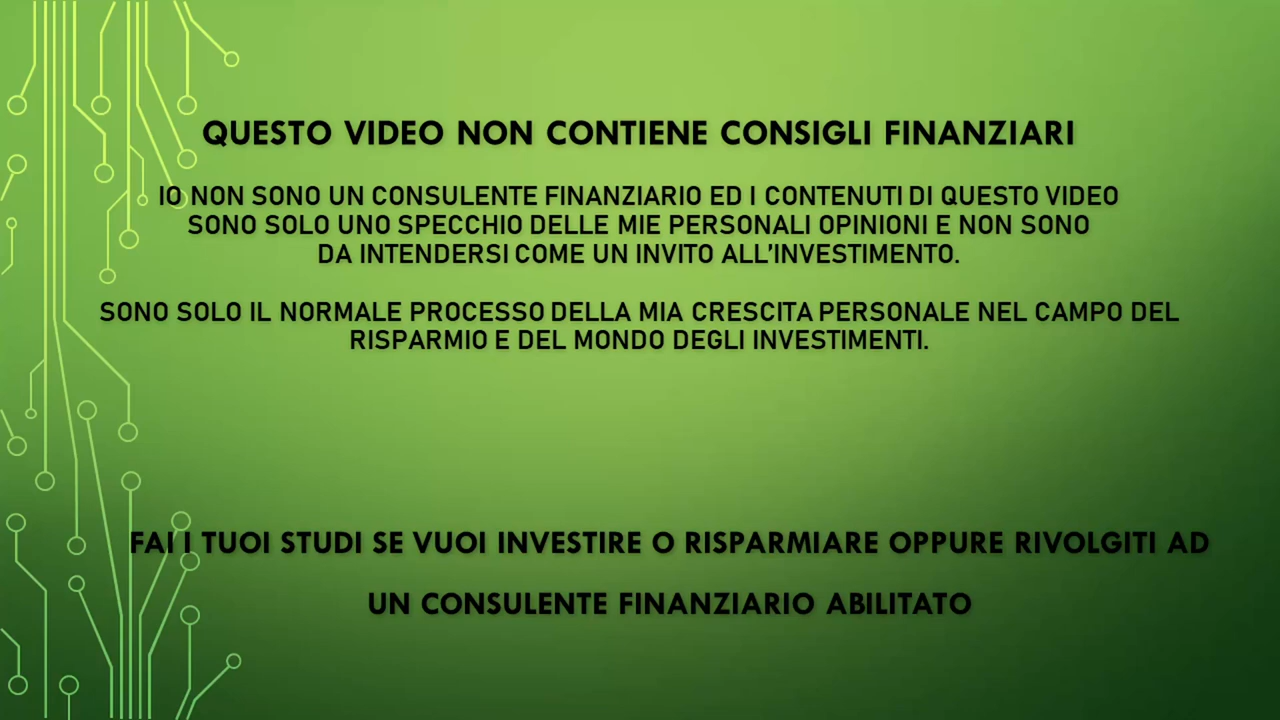 QUESTO VIDEO NON CONTIENE CONSIGLI FINANZIARI
IO NON SONO UN CONSULENTE FINANZIARIO ED I CONTENUTI DI QUESTO VIDEO
SONO SOLO UNO SPECCHIO DELLE MIE PERSONALI OPINIONI E NON SONO
DA INTENDERSI COME UN INVITO ALL'INVESTIMENTO.
SONO SOLO IL NORMALE PROCESSO DELLA MIA CRESCITA PERSONALE NEL CAMPO DEL
RISPARMIO E DEL MONDO DEGLI INVESTIMENTI.
FAI I TUOI STUDI SE VUOI INVESTIRE O RISPARMIARE OPPURE RIVOLGITI AD
UN CONSULENTE FINANZIARIO ABILITATO